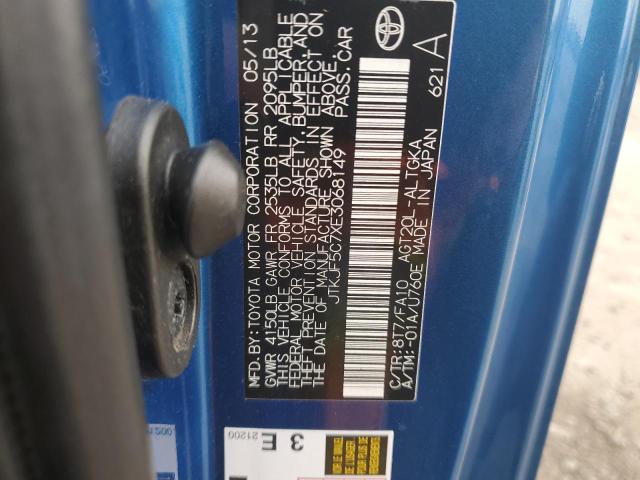 MFD.BY:TOYOTA MOTOR CORPORATION 05/13
GVWR 4150LB GAWR FR 2535LB RR 2095LB
THIS VEHICLE CONFORMS TO ALL APPLICABLE
FEDERAL MOTOR VEHICLE SAFETY,BUMPER,AND
THEFT PREVENTION STANDARDS IN EFFECT ON
THE DATE OF MANUFACTURE SHOWN ABOVE.
JTKJF5C7XE3068149 PASS.CAR
C/TR:8T7/FA10 AGT20L-ALTGKA
A/TM:-01A/U760E MADE IN JAPAN
621 A
3 E
21200